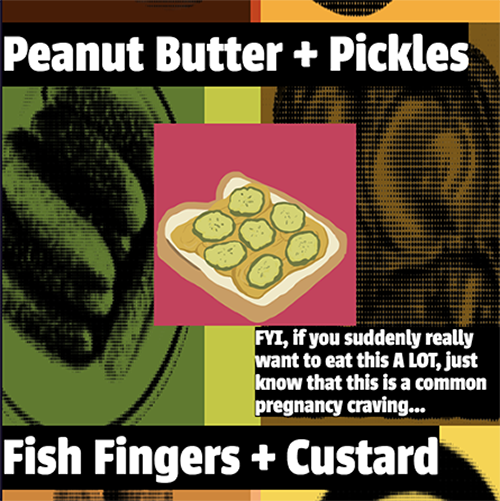 Peanut Butter + Pickles
FYI, if you suddenly really
want to eat this A LOT, just
know that this is a common
pregnancy craving...
Fish Fingers + Custard